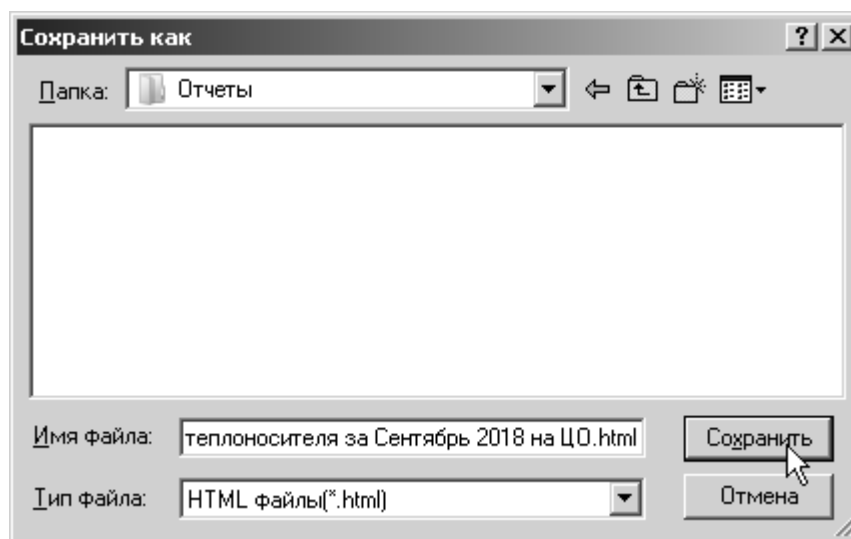 Сохранить как
Папка: Отчеты
Имя файла: теплоносителя за Сентябрь 2018 на ЦО.html Сохранить
Тип файла: HTML файлы(*.html) Отмена